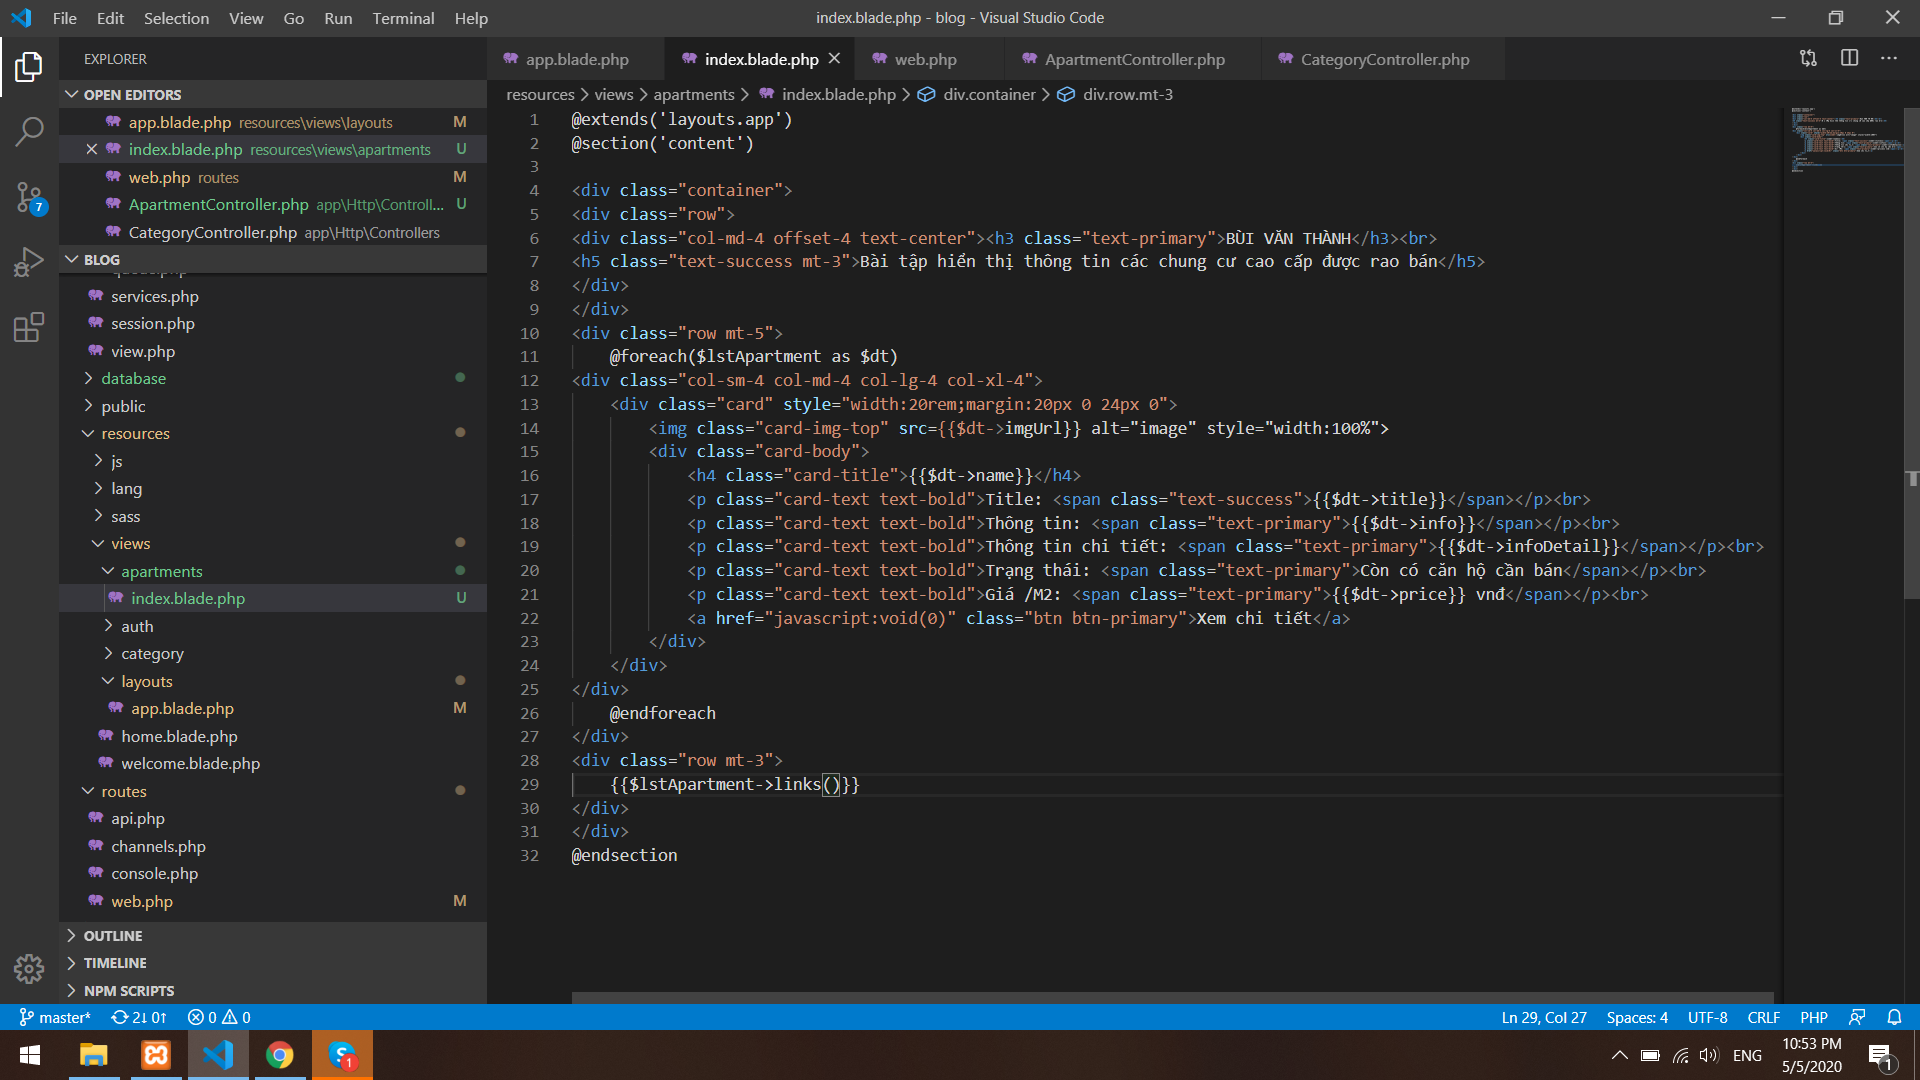 File Edit Selection View Go Run Terminal Help
index.blade.php - blog - Visual Studio Code
EXPLORER
OPEN EDITORS
app.blade.php resources\views\layouts M
index.blade.php resources\views\apartments U
web.php routes M
ApartmentController.php app\Http\Controll... U
CategoryController.php app\Http\Controllers
BLOG
services.php
session.php
view.php
database
public
resources
js
lang
sass
views
apartments
index.blade.php U
auth
category
layouts
app.blade.php M
home.blade.php
welcome.blade.php
routes
api.php
channels.php
console.php
web.php M
OUTLINE
TIMELINE
NPM SCRIPTS
app.blade.php index.blade.php web.php ApartmentController.php CategoryController.php
resources > views > apartments > index.blade.php > div.container > div.row.mt-3
1 @extends('layouts.app')
2 @section('content')
3
4 <div class="container">
5 <div class="row">
6 <div class="col-md-4 offset-4 text-center"><h3 class="text-primary">BÙI VĂN THÀNH</h3><br>
7 <h5 class="text-success mt-3">Bài tập hiển thị thông tin các chung cư cao cấp được rao bán</h5>
8 </div>
9 </div>
10 <div class="row mt-5">
11 @foreach($lstApartment as $dt)
12 <div class="col-sm-4 col-md-4 col-lg-4 col-xl-4">
13 <div class="card" style="width:20rem;margin:20px 0 24px 0">
14 <img class="card-img-top" src={{$dt->imgUrl}} alt="image" style="width:100%">
15 <div class="card-body">
16 <h4 class="card-title">{{$dt->name}}</h4>
17 <p class="card-text text-bold">Title: <span class="text-success">{{$dt->title}}</span></p><br>
18 <p class="card-text text-bold">Thông tin: <span class="text-primary">{{$dt->info}}</span></p><br>
19 <p class="card-text text-bold">Thông tin chi tiết: <span class="text-primary">{{$dt->infoDetail}}</span></p><br>
20 <p class="card-text text-bold">Trạng thái: <span class="text-primary">Còn có căn hộ cần bán</span></p><br>
21 <p class="card-text text-bold">Giá /M2: <span class="text-primary">{{$dt->price}} vnđ</span></p><br>
22 <a href="javascript:void(0)" class="btn btn-primary">Xem chi tiết</a>
23 </div>
24 </div>
25 </div>
26 @endforeach
27 </div>
28 <div class="row mt-3">
29 {{$lstApartment->links()}}
30 </div>
31 </div>
32 @endsection
master* 2↓ 0↑ 0 0
Ln 29, Col 27 Spaces: 4 UTF-8 CRLF PHP
ENG
10:53 PM
5/5/2020
7
1
1